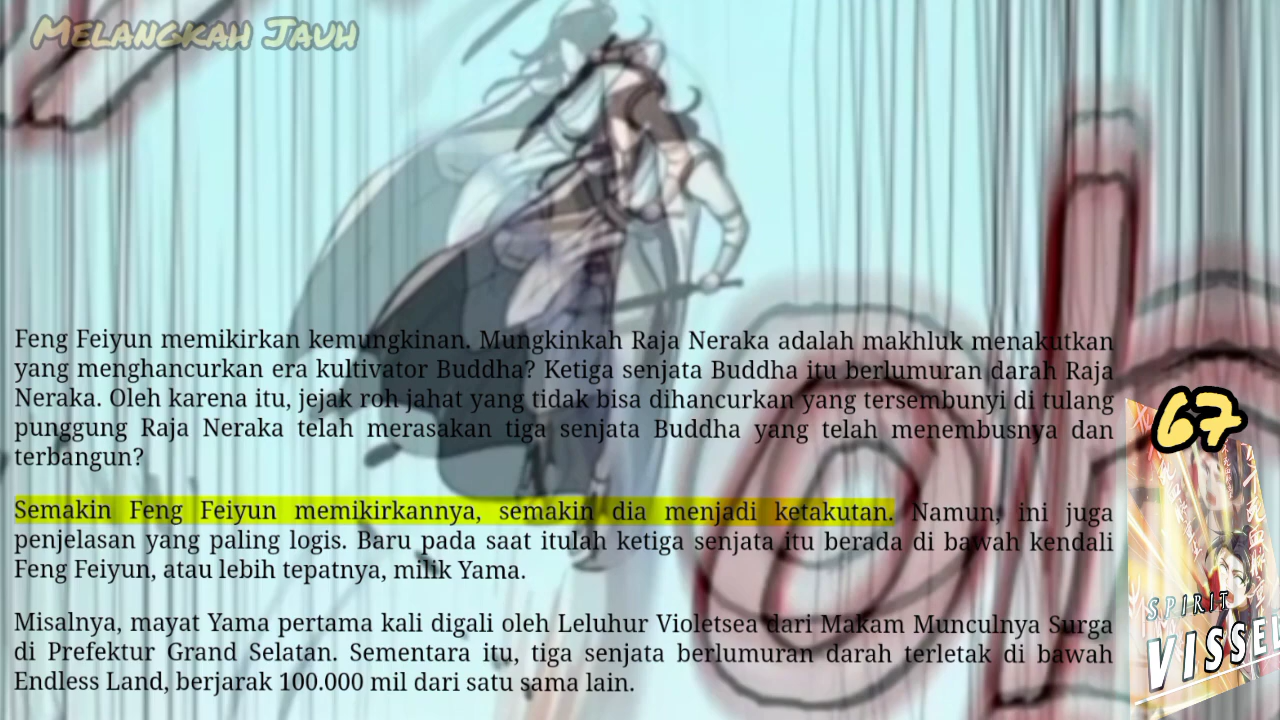 Melangkah Jauh
Feng Feiyun memikirkan kemungkinan. Mungkinkah Raja Neraka adalah makhluk menakutkan
yang menghancurkan era kultivator Buddha? Ketiga senjata Buddha itu berlumuran darah Raja
Neraka. Oleh karena itu, jejak roh jahat yang tidak bisa dihancurkan yang tersembunyi di tulang
punggung Raja Neraka telah merasakan tiga senjata Buddha yang telah menembusnya dan
terbangun?
Semakin Feng Feiyun memikirkannya, semakin dia menjadi ketakutan. Namun, ini juga
penjelasan yang paling logis. Baru pada saat itulah ketiga senjata itu berada di bawah kendali
Feng Feiyun, atau lebih tepatnya, milik Yama.
Misalnya, mayat Yama pertama kali digali oleh Leluhur Violetsea dari Makam Munculnya Surga
di Prefektur Grand Selatan. Sementara itu, tiga senjata berlumuran darah terletak di bawah
Endless Land, berjarak 100.000 mil dari satu sama lain.
67
SPIRIT